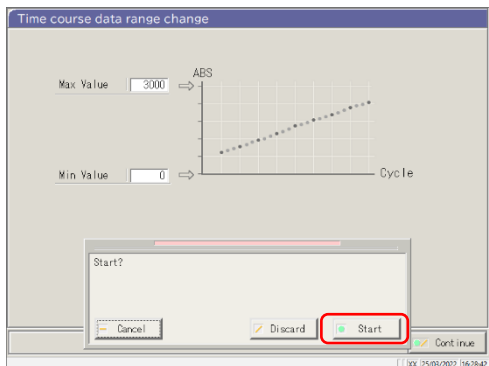 Time course data range change
ABS
Max Value 3000
Min Value 0
Cycle
Start?
Cancel
Discard
Start
Continue
XX 25/03/2022 16:28:42